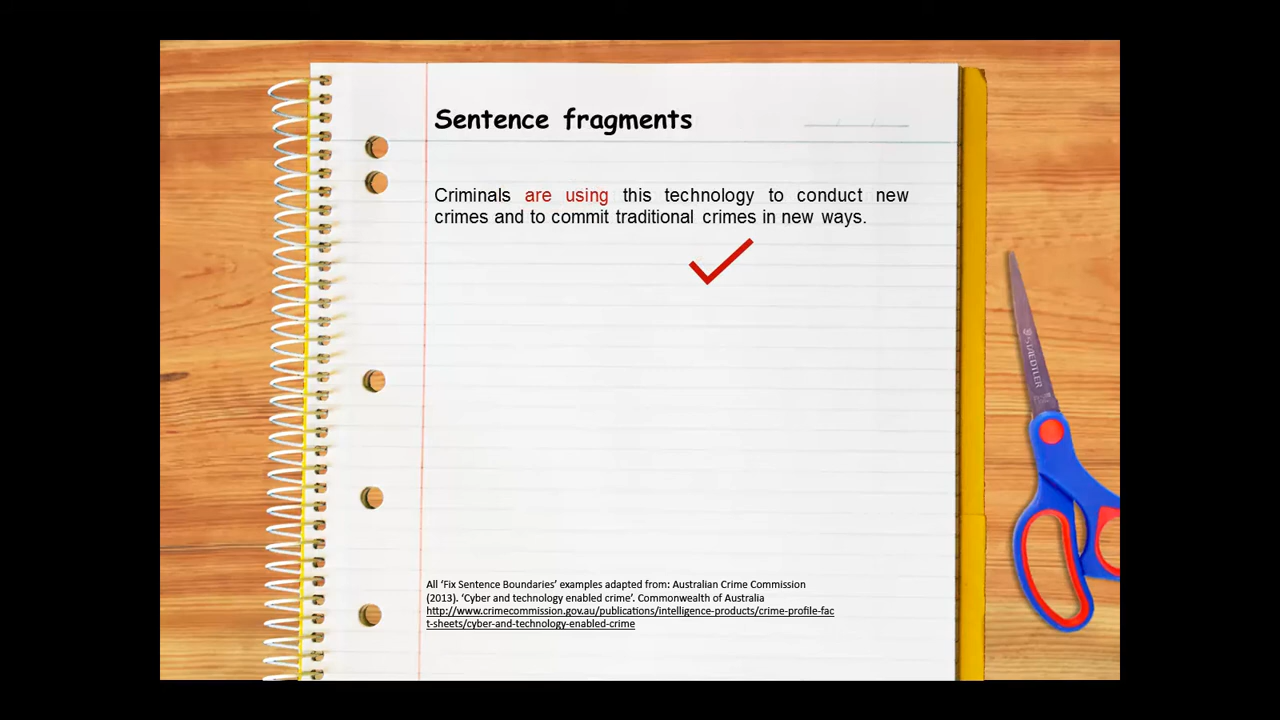 Sentence fragments
Criminals are using this technology to conduct new
crimes and to commit traditional crimes in new ways.
STAEDTLER
All ‘Fix Sentence Boundaries’ examples adapted from: Australian Crime Commission
(2013). ‘Cyber and technology enabled crime’. Commonwealth of Australia
http://www.crimecommission.gov.au/publications/intelligence-products/crime-profile-fac
t-sheets/cyber-and-technology-enabled-crime